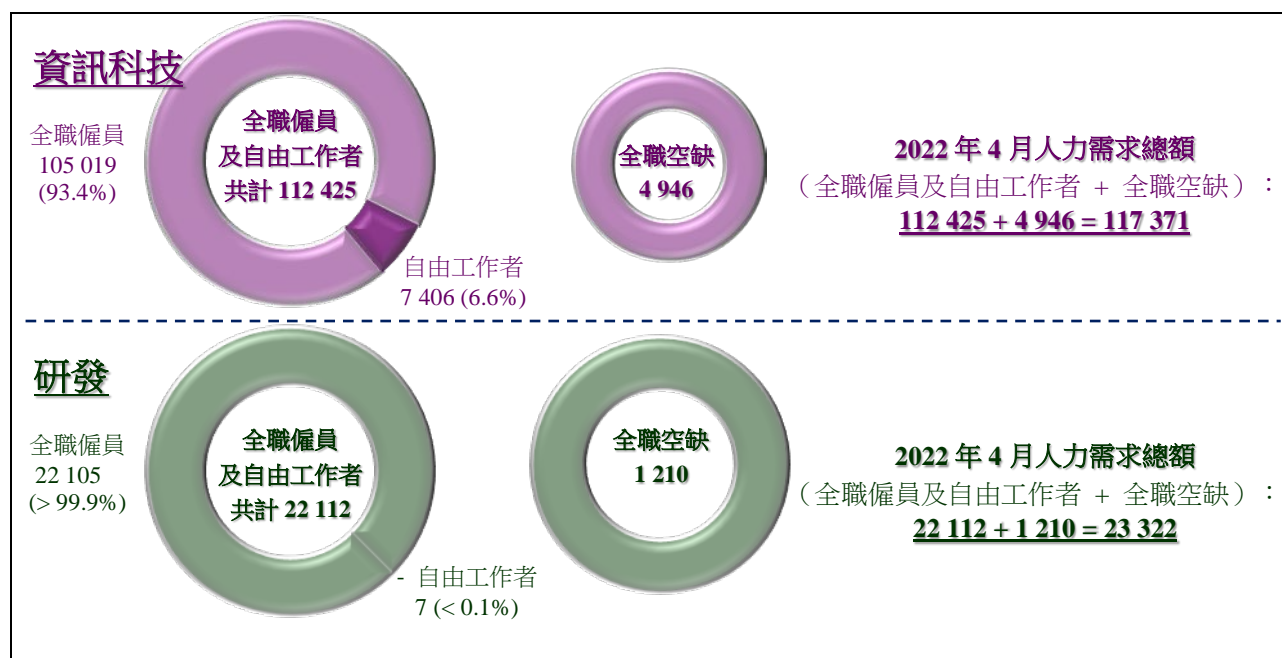 資訊科技
全職僱員
105 019
(93.4%)
全職僱員
及自由工作者
共計 112 425
自由工作者
7 406 (6.6%)
全職空缺
4 946
2022 年 4 月人力需求總額
（全職僱員及自由工作者 + 全職空缺）：
112 425 + 4 946 = 117 371
研發
全職僱員
22 105
(> 99.9%)
全職僱員
及自由工作者
共計 22 112
- 自由工作者
7 (< 0.1%)
全職空缺
1 210
2022 年 4 月人力需求總額
（全職僱員及自由工作者 + 全職空缺）：
22 112 + 1 210 = 23 322